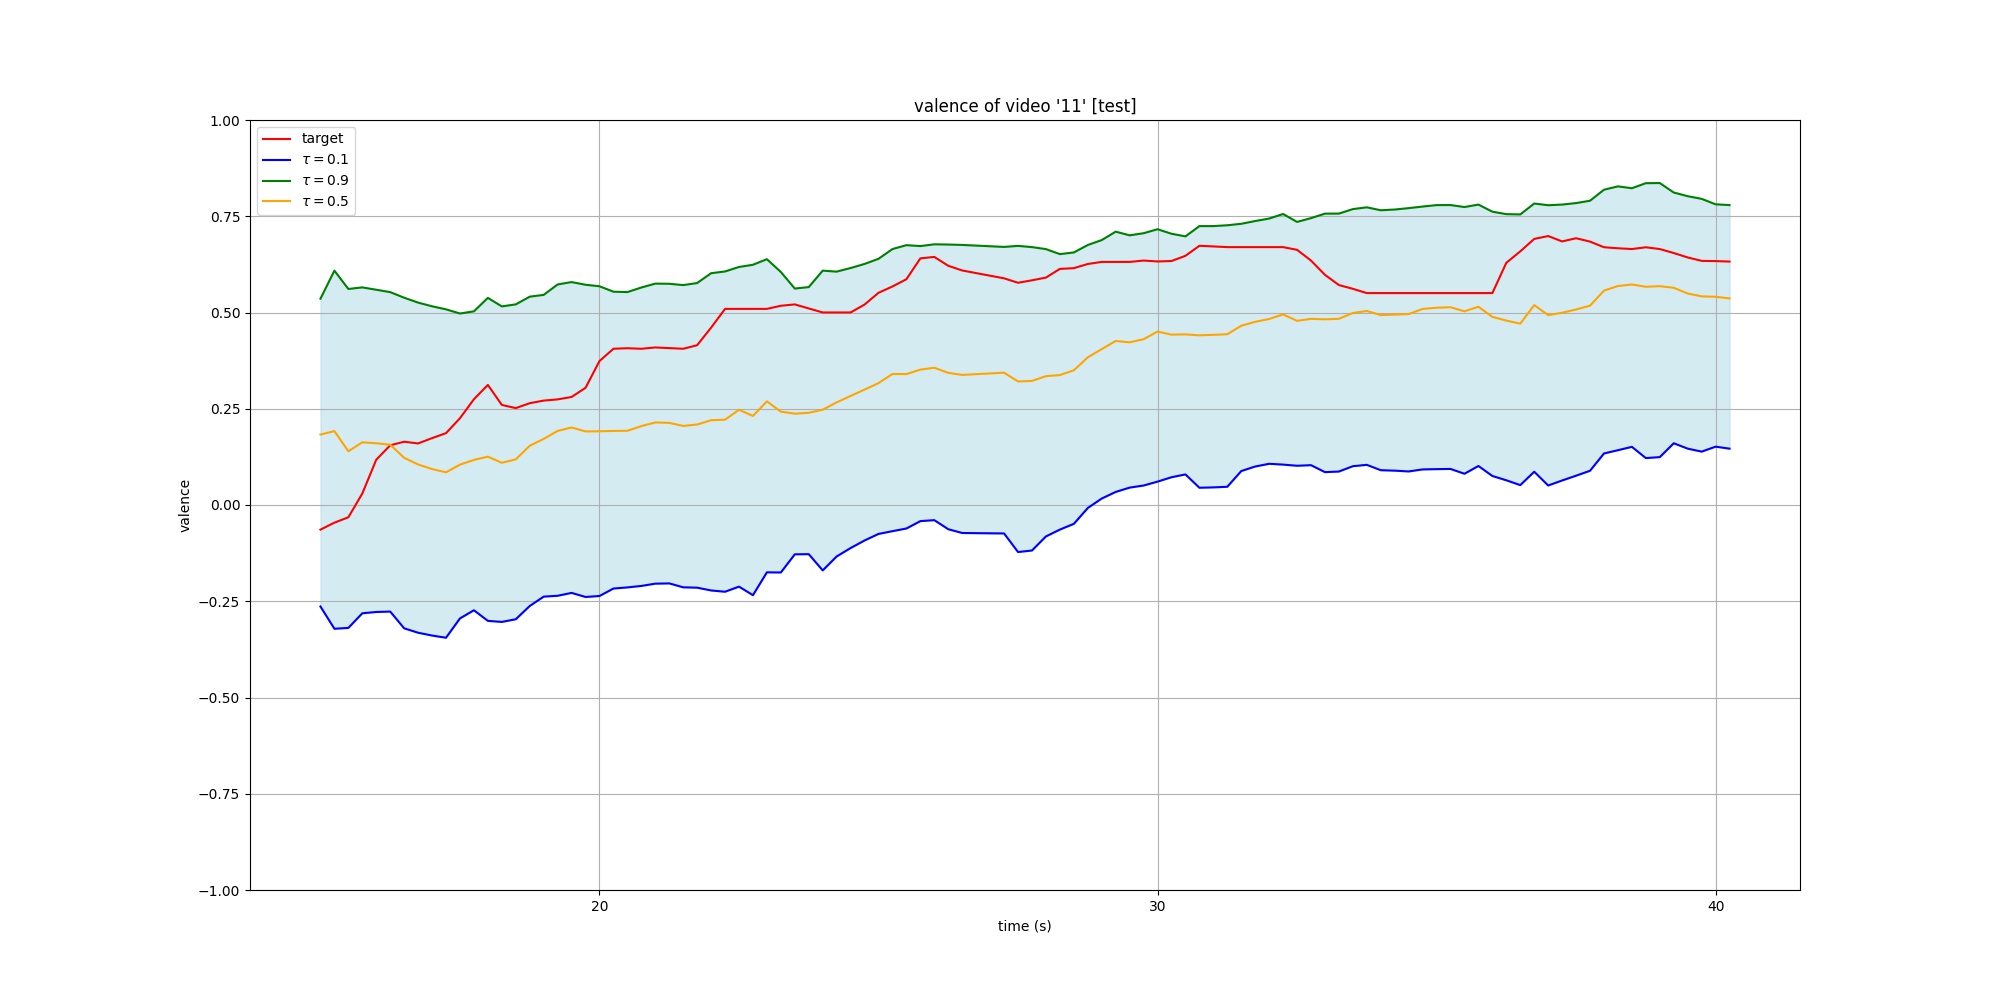 valence of video '11' [test]
target
τ = 0.1
τ = 0.9
τ = 0.5
1.00
0.75
0.50
0.25
0.00
−0.25
−0.50
−0.75
−1.00
valence
20 30 40
time (s)